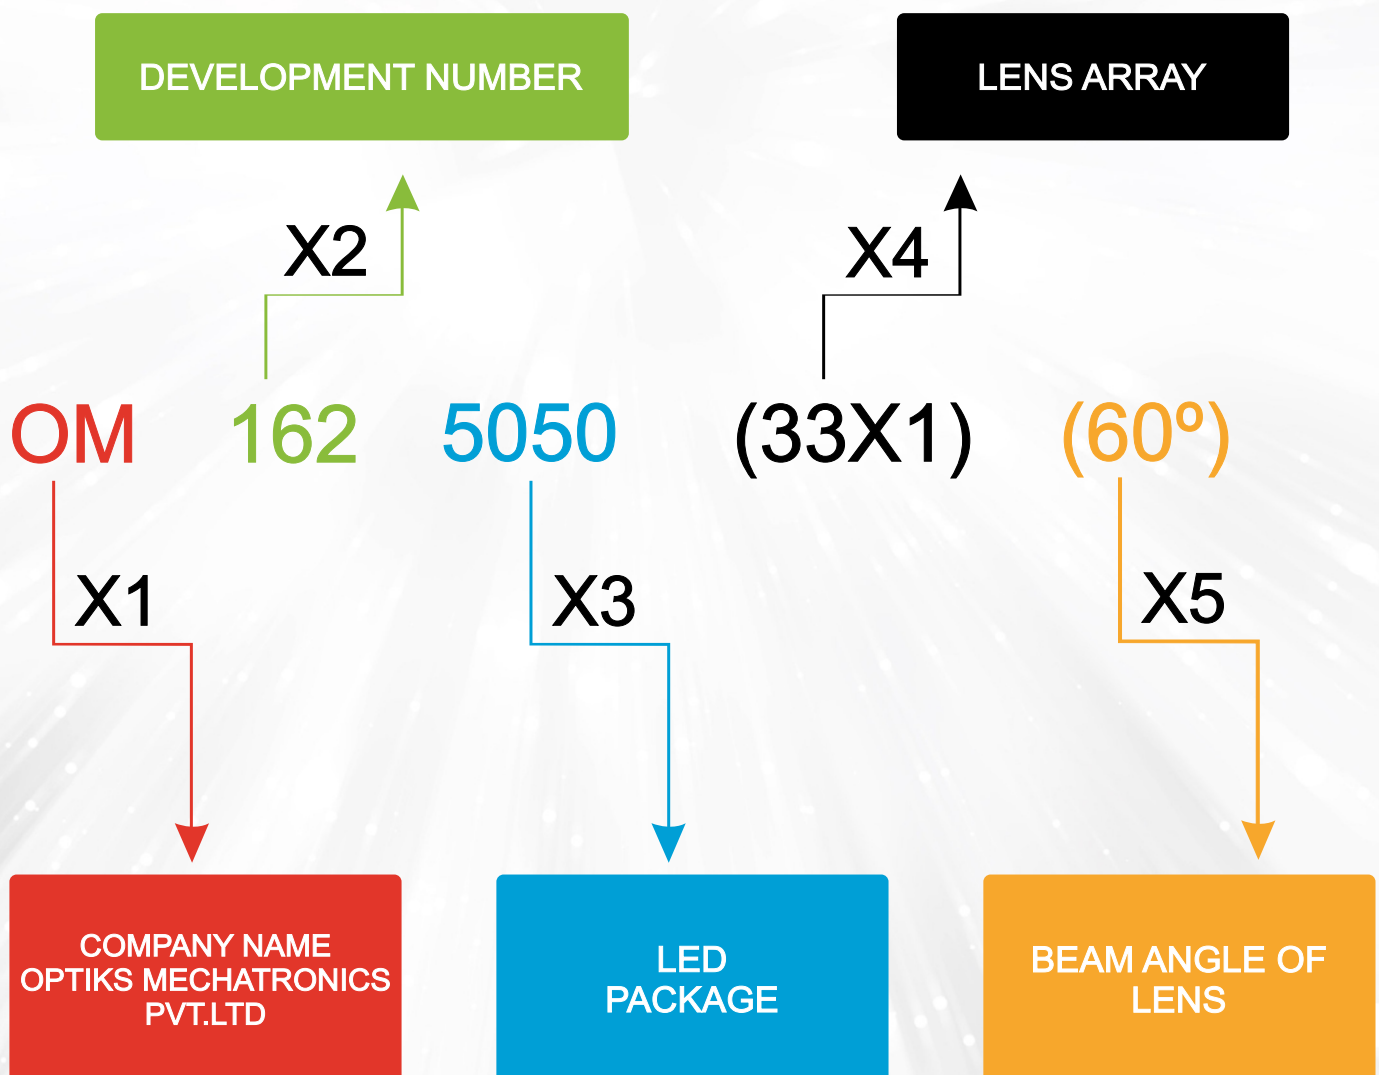 DEVELOPMENT NUMBER
LENS ARRAY
X2
X4
OM 162 5050 (33X1) (60º)
X1
X3
X5
COMPANY NAME
OPTIKS MECHATRONICS
PVT.LTD
LED
PACKAGE
BEAM ANGLE OF
LENS